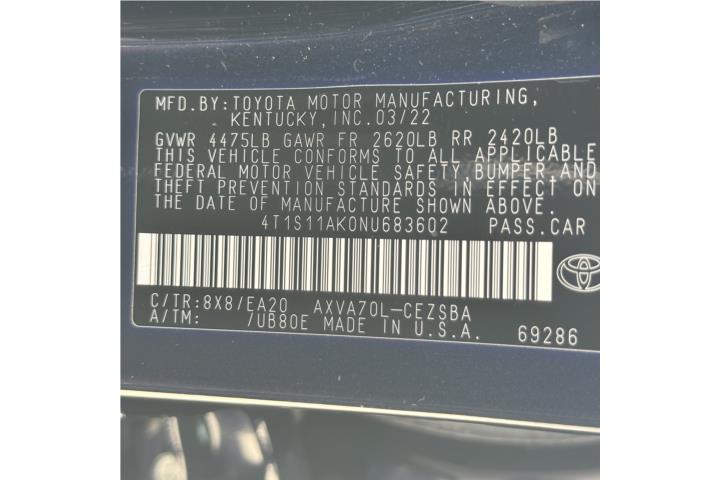 MFD.BY:TOYOTA MOTOR MANUFACTURING,
KENTUCKY, INC.03/22
GVWR 4475LB GAWR FR 2620LB RR 2420LB
THIS VEHICLE CONFORMS TO ALL APPLICABLE
FEDERAL MOTOR VEHICLE SAFETY,BUMPER,AND
THEFT PREVENTION STANDARDS IN EFFECT ON
THE DATE OF MANUFACTURE SHOWN ABOVE.
4T1S11AK0NU683602 PASS.CAR
C/TR:8X8/EA20 AXVA70L-CEZSBA
A/TM: /UB80E MADE IN U.S.A. 69286